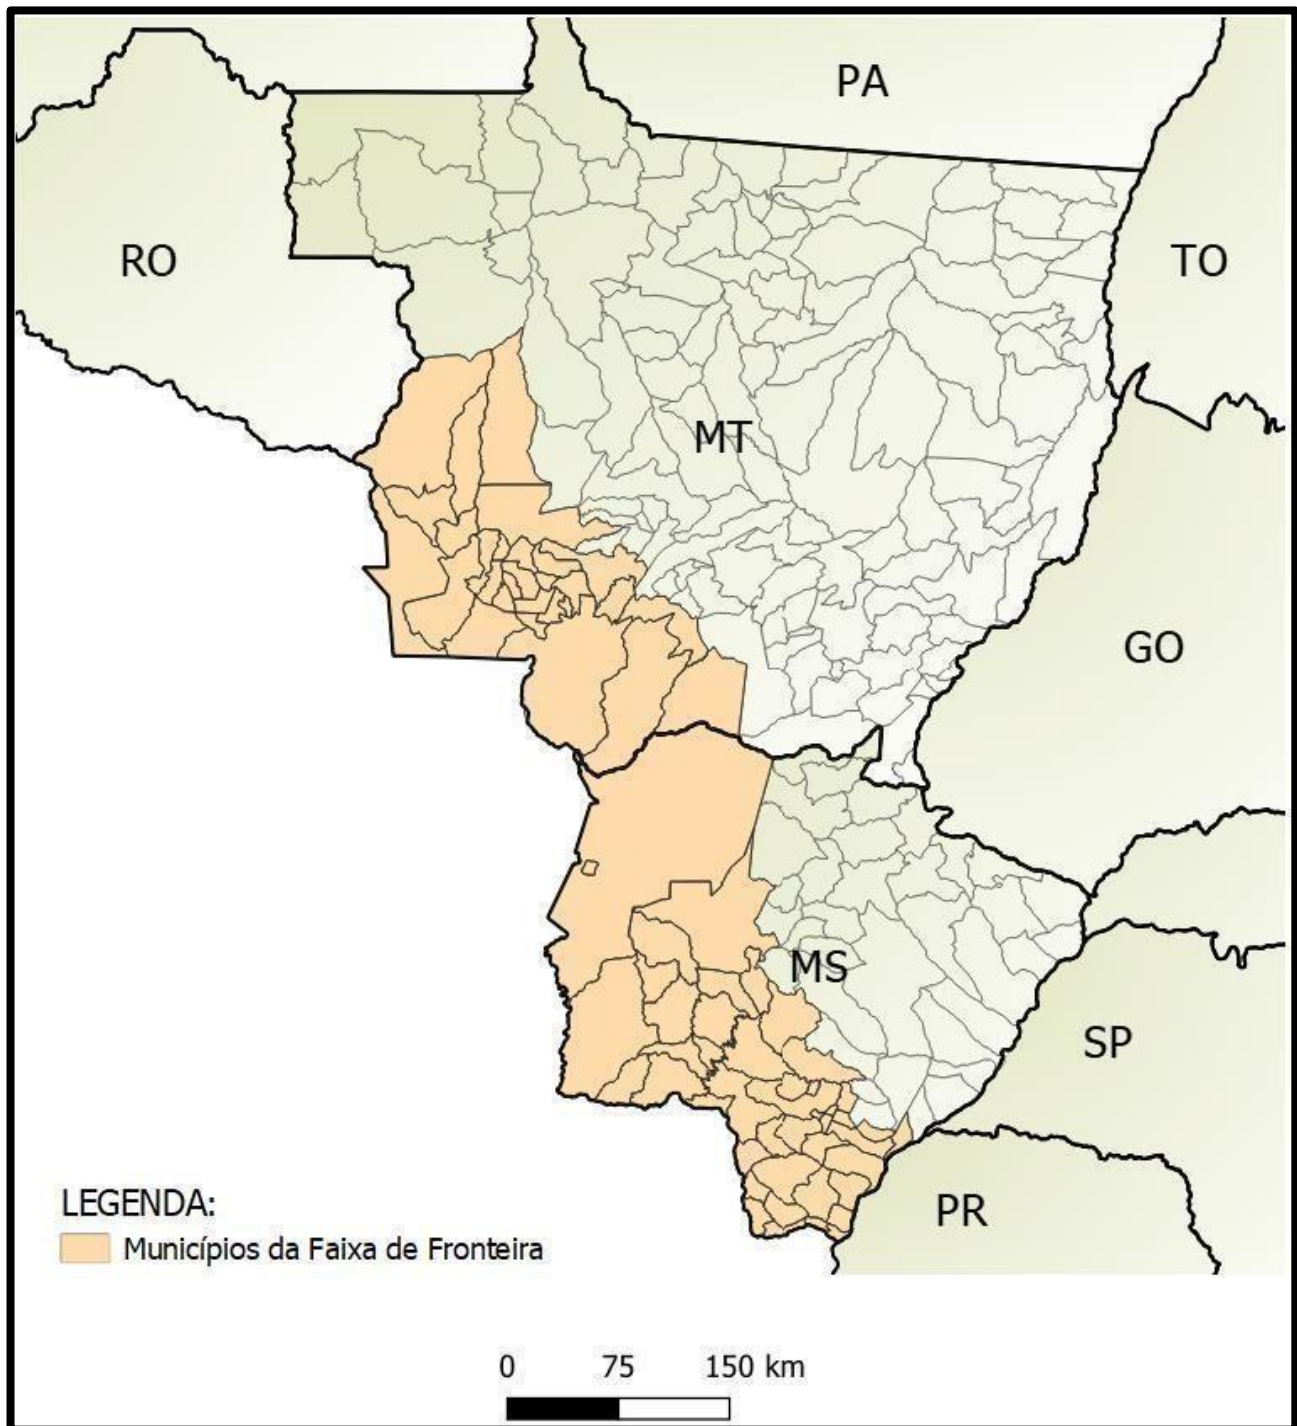 PA
RO
TO
MT
GO
MS
SP
PR
LEGENDA:
Municípios da Faixa de Fronteira
0 75 150 km